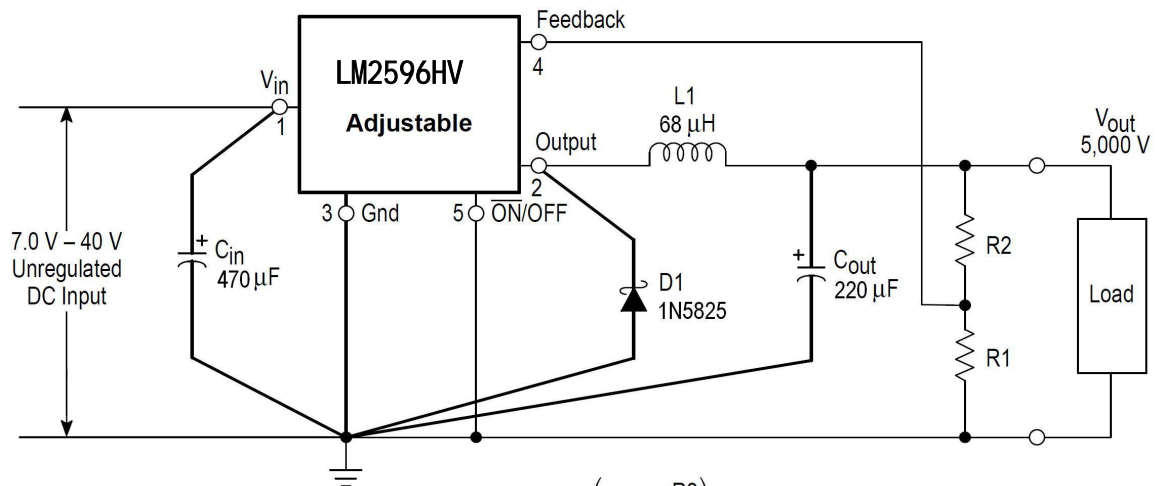 Feedback
4
LM2596HV
Adjustable
Vin
1
Output
2
L1
68 µH
Vout
5,000 V
3 Gnd
5 ON/OFF
7.0 V – 40 V
Unregulated
DC Input
+
Cin
470 µF
D1
1N5825
+
Cout
220 µF
R2
R1
Load